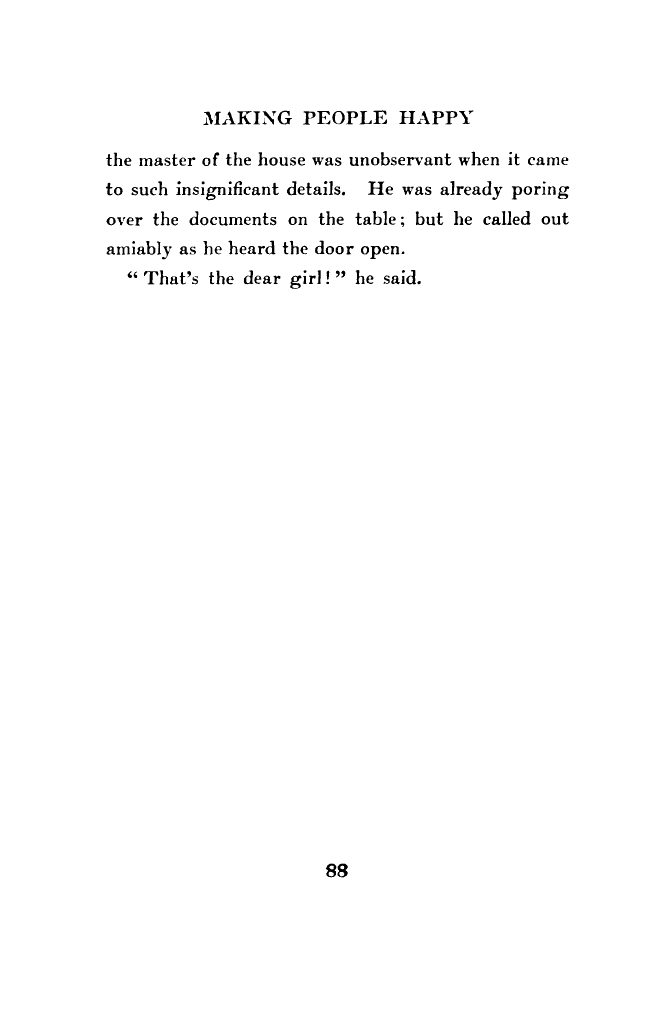 MAKING PEOPLE HAPPY
the master of the house was unobservant when it came
to such insignificant details. He was already poring
over the documents on the table; but he called out
amiably as he heard the door open.
“ That’s the dear girl! ” he said.
88